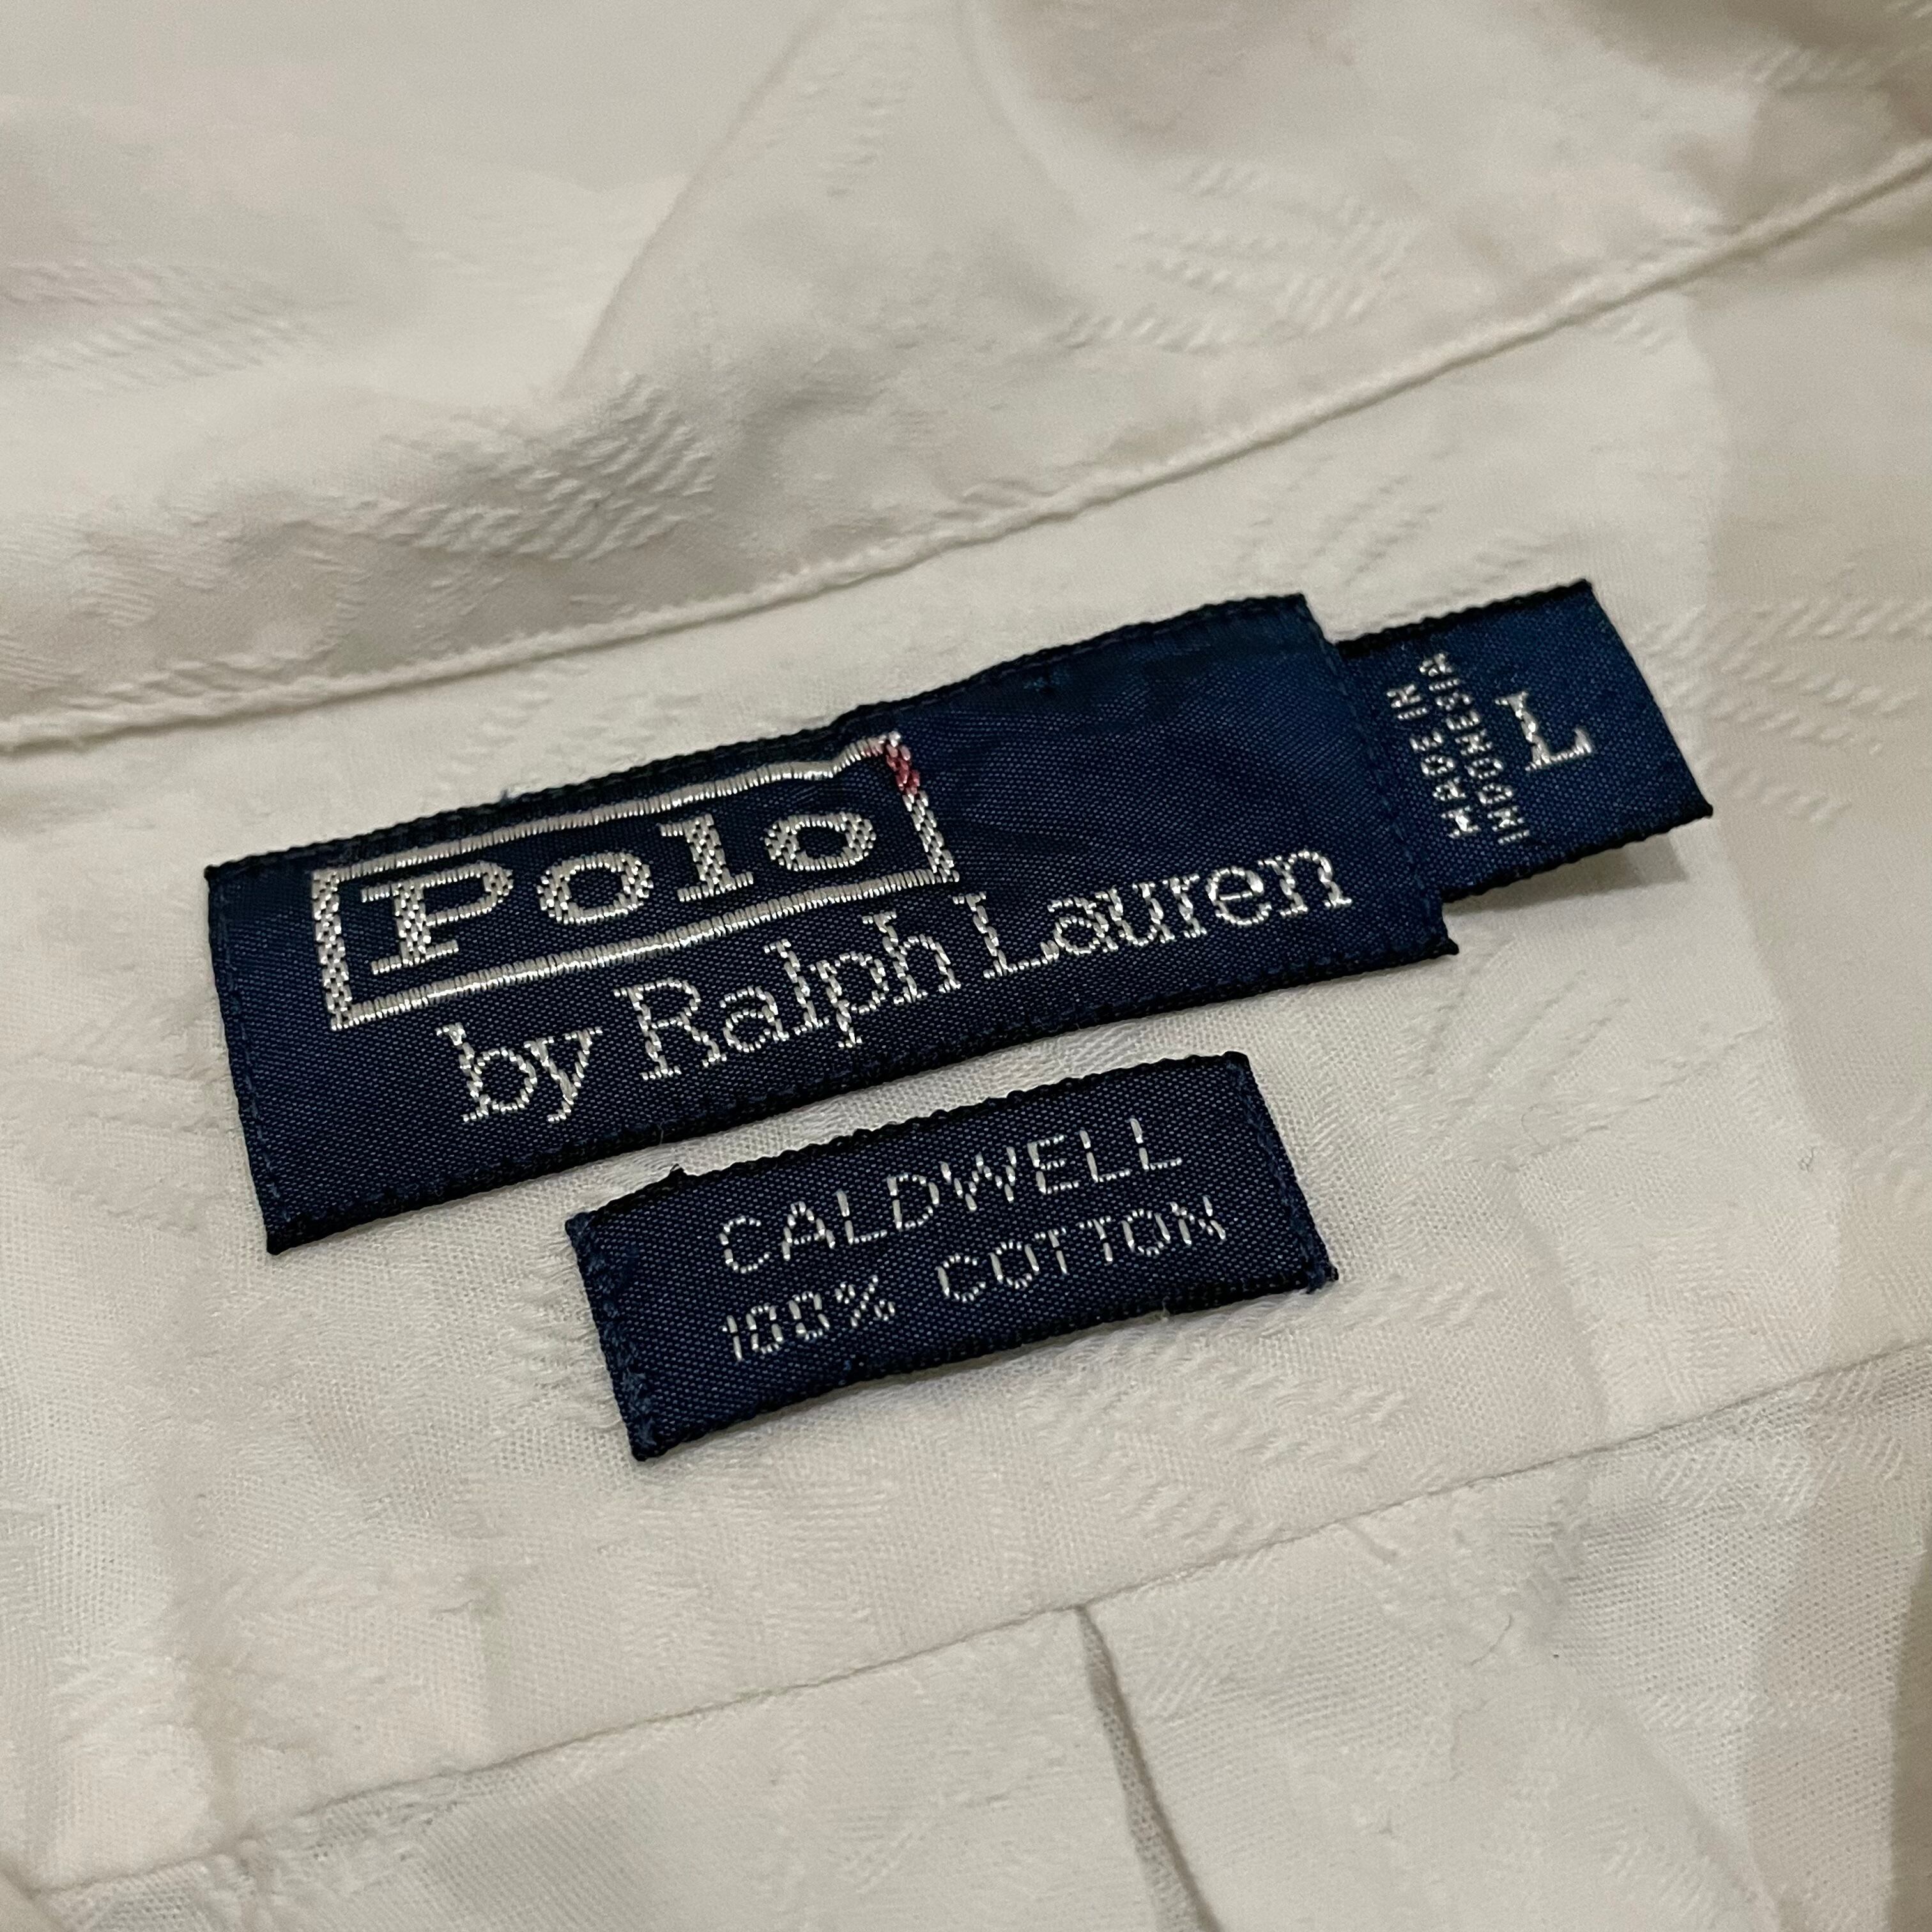 Polo
by Ralph Lauren
MADE IN
INDONESIA
L
CALDWELL
100% COTTON